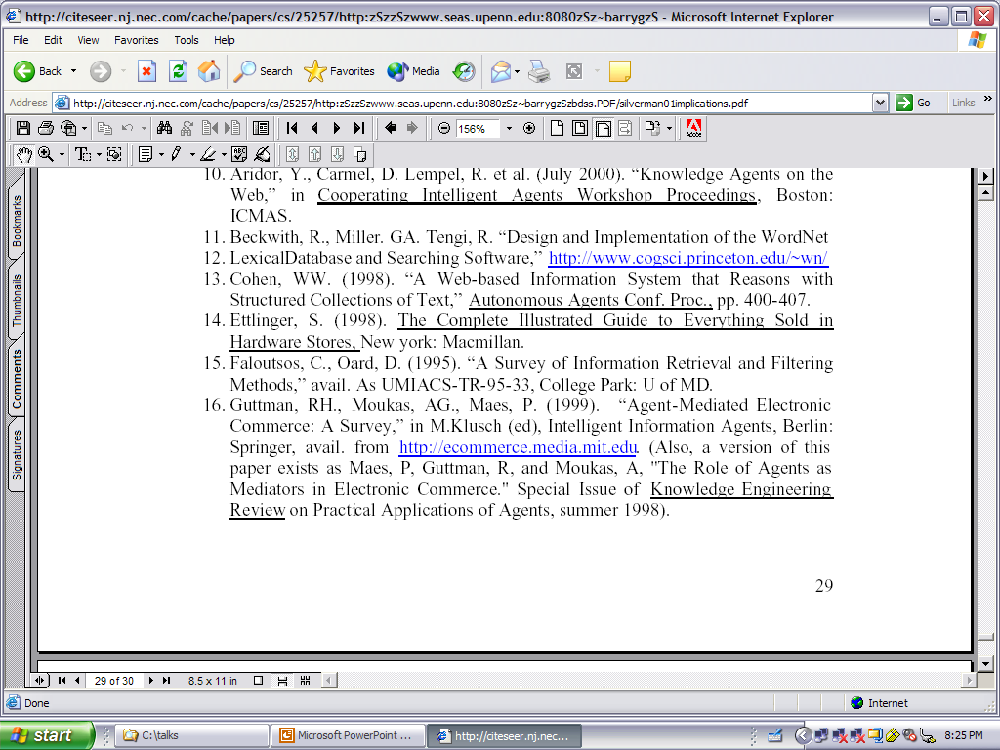 http://citeseer.nj.nec.com/cache/papers/cs/25257/http:zSzzSzwww.seas.upenn.edu:8080zSz~barrygzS - Microsoft Internet Explorer
File Edit View Favorites Tools Help
Back Search Favorites Media
Address http://citeseer.nj.nec.com/cache/papers/cs/25257/http:zSzzSzwww.seas.upenn.edu:8080zSz~barrygzSzbdss.PDF/silverman01implications.pdf Go Links »
156% Adobe
Bookmarks
Thumbnails
Comments
Signatures
10. Aridor, Y., Carmel, D. Lempel, R. et al. (July 2000). “Knowledge Agents on the
Web,” in Cooperating Intelligent Agents Workshop Proceedings, Boston:
ICMAS.
11. Beckwith, R., Miller. GA. Tengi, R. “Design and Implementation of the WordNet
12. LexicalDatabase and Searching Software,” http://www.cogsci.princeton.edu/~wn/
13. Cohen, WW. (1998). “A Web-based Information System that Reasons with
Structured Collections of Text,” Autonomous Agents Conf. Proc., pp. 400-407.
14. Ettlinger, S. (1998). The Complete Illustrated Guide to Everything Sold in
Hardware Stores, New york: Macmillan.
15. Faloutsos, C., Oard, D. (1995). “A Survey of Information Retrieval and Filtering
Methods,” avail. As UMIACS-TR-95-33, College Park: U of MD.
16. Guttman, RH., Moukas, AG., Maes, P. (1999). “Agent-Mediated Electronic
Commerce: A Survey,” in M.Klusch (ed), Intelligent Information Agents, Berlin:
Springer, avail. from http://ecommerce.media.mit.edu. (Also, a version of this
paper exists as Maes, P, Guttman, R, and Moukas, A, "The Role of Agents as
Mediators in Electronic Commerce." Special Issue of Knowledge Engineering
Review on Practical Applications of Agents, summer 1998).
29
29 of 30 8.5 x 11 in
Done Internet
start C:\talks Microsoft PowerPoint ... http://citeseer.nj.nec... 8:25 PM